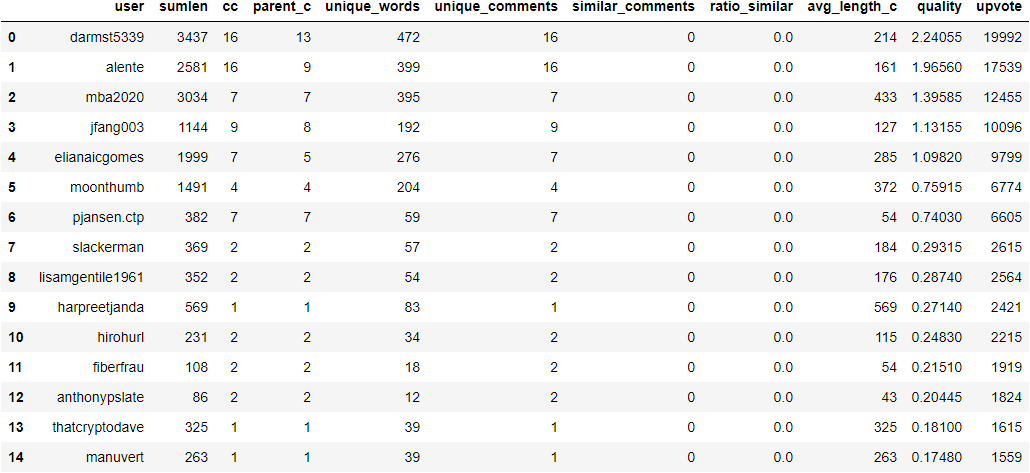 user sumlen cc parent_c unique_words unique_comments similar_comments ratio_similar avg_length_c quality upvote
0 darmst5339 3437 16 13 472 16 0 0.0 214 2.24055 19992
1 alente 2581 16 9 399 16 0 0.0 161 1.96560 17539
2 mba2020 3034 7 7 395 7 0 0.0 433 1.39585 12455
3 jfang003 1144 9 8 192 9 0 0.0 127 1.13155 10096
4 elianaicgomes 1999 7 5 276 7 0 0.0 285 1.09820 9799
5 moonthumb 1491 4 4 204 4 0 0.0 372 0.75915 6774
6 pjansen.ctp 382 7 7 59 7 0 0.0 54 0.74030 6605
7 slackerman 369 2 2 57 2 0 0.0 184 0.29315 2615
8 lisamgentile1961 352 2 2 54 2 0 0.0 176 0.28740 2564
9 harpreetjanda 569 1 1 83 1 0 0.0 569 0.27140 2421
10 hirohurl 231 2 2 34 2 0 0.0 115 0.24830 2215
11 fiberfrau 108 2 2 18 2 0 0.0 54 0.21510 1919
12 anthonypslate 86 2 2 12 2 0 0.0 43 0.20445 1824
13 thatcryptodave 325 1 1 39 1 0 0.0 325 0.18100 1615
14 manuvert 263 1 1 39 1 0 0.0 263 0.17480 1559